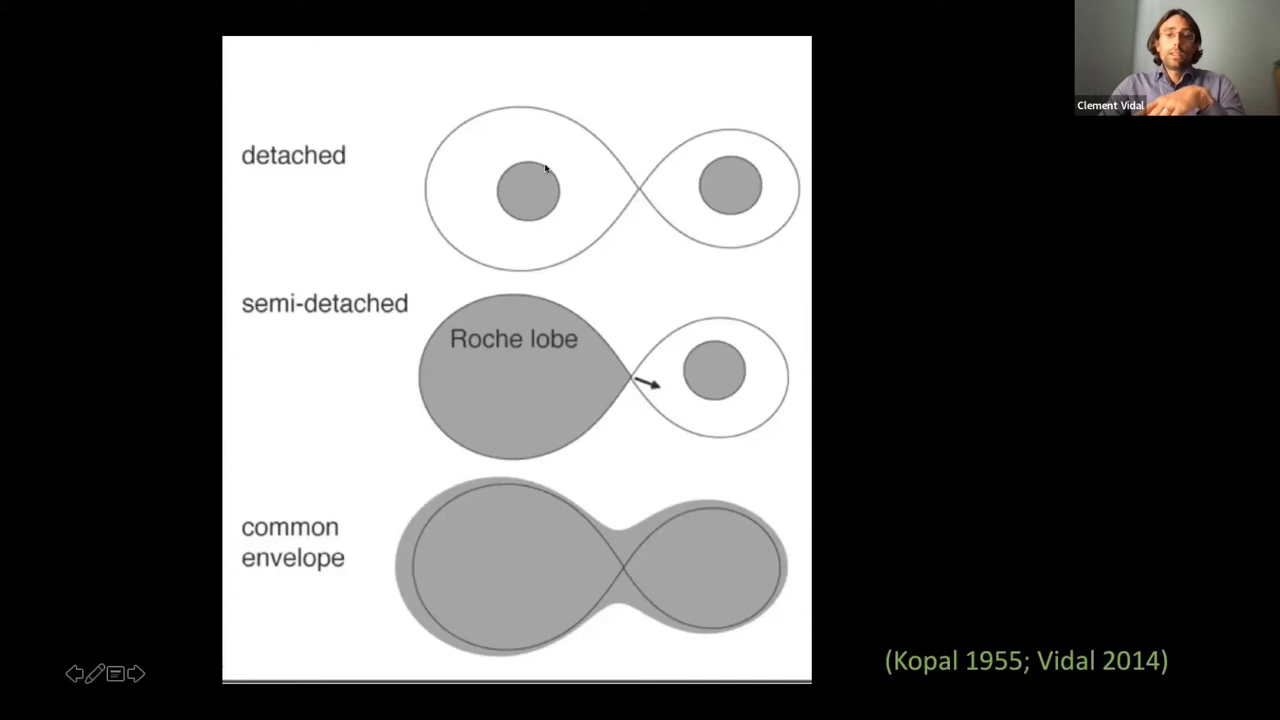 Clement Vidal
detached
semi-detached
Roche lobe
common
envelope
(Kopal 1955; Vidal 2014)